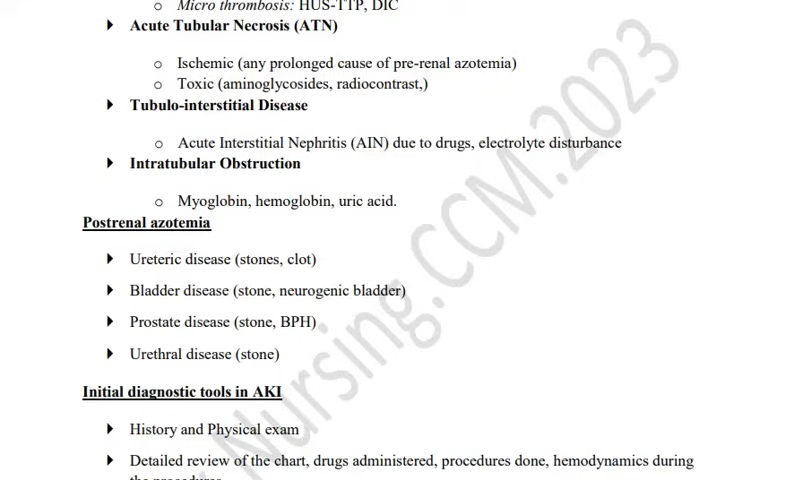 o Micro thrombosis: HUS-TTP, DIC
Acute Tubular Necrosis (ATN)
o Ischemic (any prolonged cause of pre-renal azotemia)
o Toxic (aminoglycosides, radiocontrast,)
Tubulo-interstitial Disease
o Acute Interstitial Nephritis (AIN) due to drugs, electrolyte disturbance
Intratubular Obstruction
o Myoglobin, hemoglobin, uric acid.
Postrenal azotemia
Ureteric disease (stones, clot)
Bladder disease (stone, neurogenic bladder)
Prostate disease (stone, BPH)
Urethral disease (stone)
Initial diagnostic tools in AKI
History and Physical exam
Detailed review of the chart, drugs administered, procedures done, hemodynamics during
the procedures
Nursing.CCM.2023